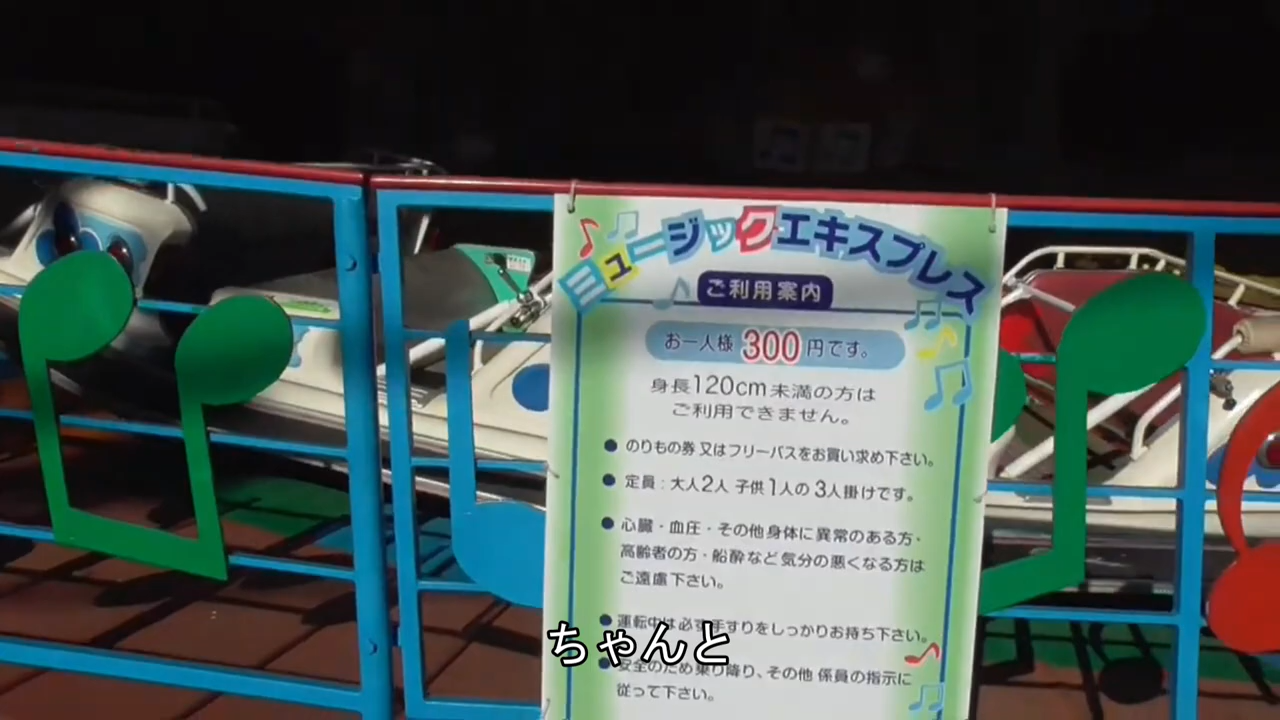 ミュージックエキスプレス
ご利用案内
お一人様 300 円です。
身長120cm未満の方は
ご利用できません。
● のりもの券 又はフリーパスをお買い求め下さい。
● 定員：大人2人 子供1人の3人掛けです。
● 心臓・血圧・その他身体に異常のある方・
高齢者の方・船酔など気分の悪くなる方は
ご遠慮下さい。
● 運転中は必ず手すりをしっかりお持ち下さい。
ちゃんと
● 安全のため乗り降り、その他 係員の指示に
従って下さい。